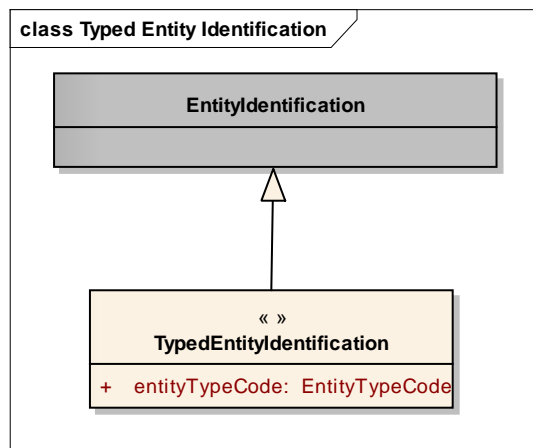 class Typed Entity Identification
EntityIdentification
« »
TypedEntityIdentification
+ entityTypeCode: EntityTypeCode